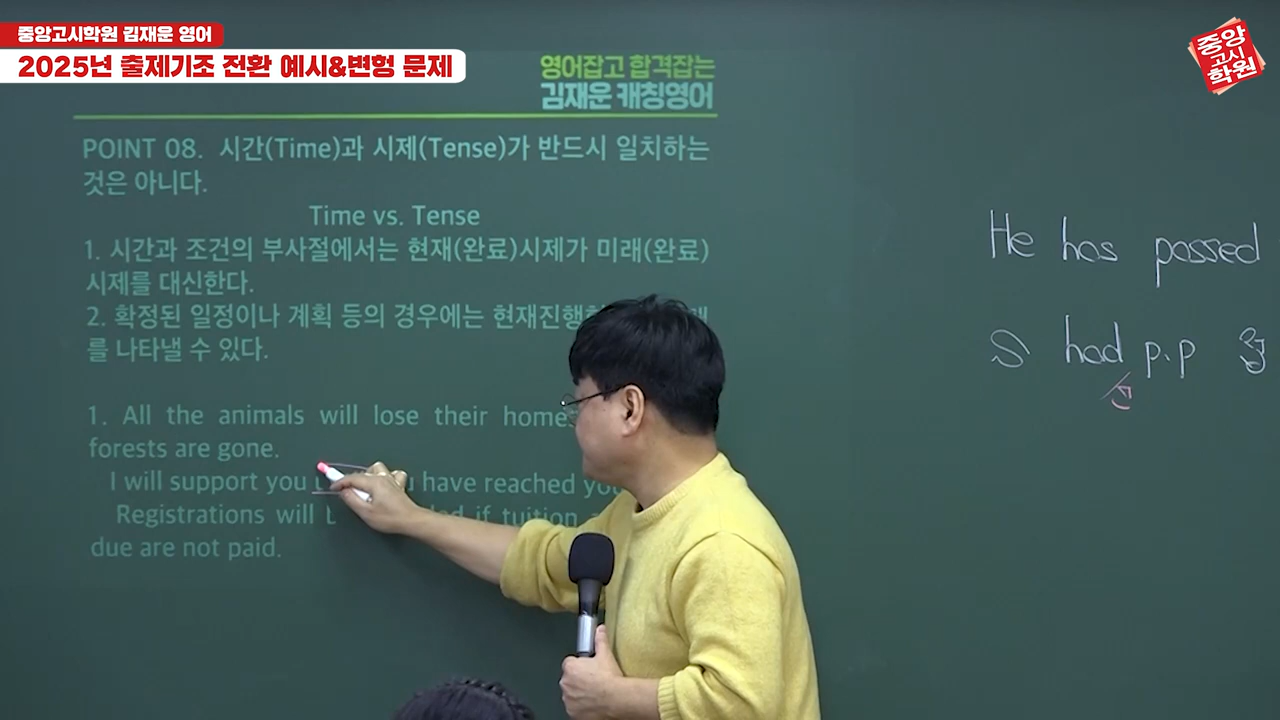 중앙고시학원 김재운 영어
2025년 출제기조 전환 예시&변형 문제
중앙
고시
학원
영어잡고 합격잡는
김재운 캐칭영어
POINT 08. 시간(Time)과 시제(Tense)가 반드시 일치하는
것은 아니다.
Time vs. Tense
1. 시간과 조건의 부사절에서는 현재(완료)시제가 미래(완료)
시제를 대신한다.
2. 확정된 일정이나 계획 등의 경우에는 현재진행
를 나타낼 수 있다.
1. All the animals will lose their home
forests are gone.
I will support you have reached
Registrations will if tuition
due are not paid.
He has passed
S had p.p